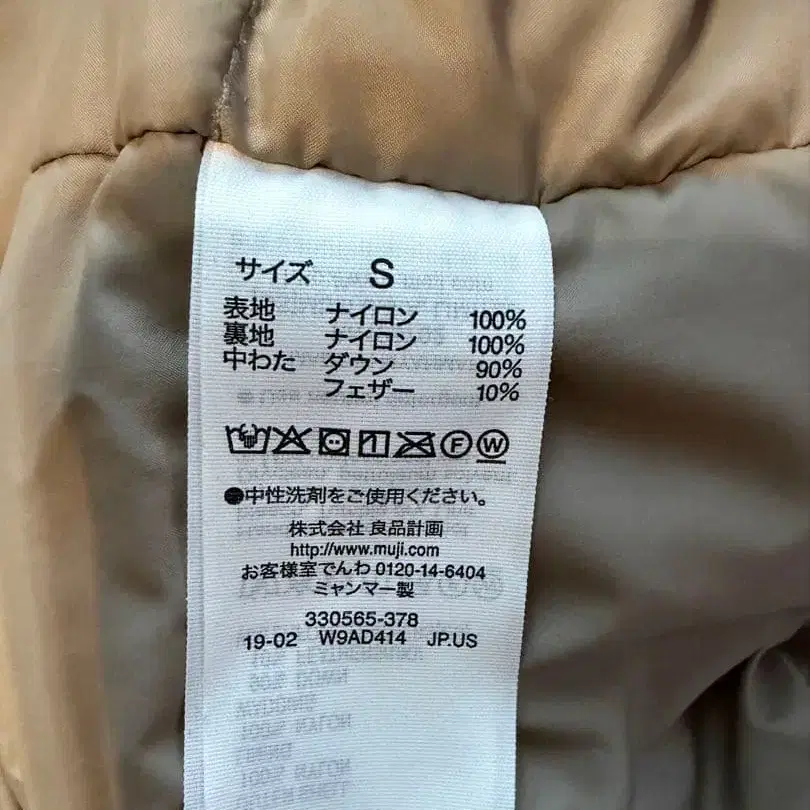 サイズ S
表地 ナイロン 100%
裏地 ナイロン 100%
中わた ダウン 90%
フェザー 10%
F W
●中性洗剤をご使用ください。
株式会社 良品計画
http://www.muji.com
お客様室でんわ 0120-14-6404
ミャンマー製
330565-378
19-02 W9AD414 JP.US